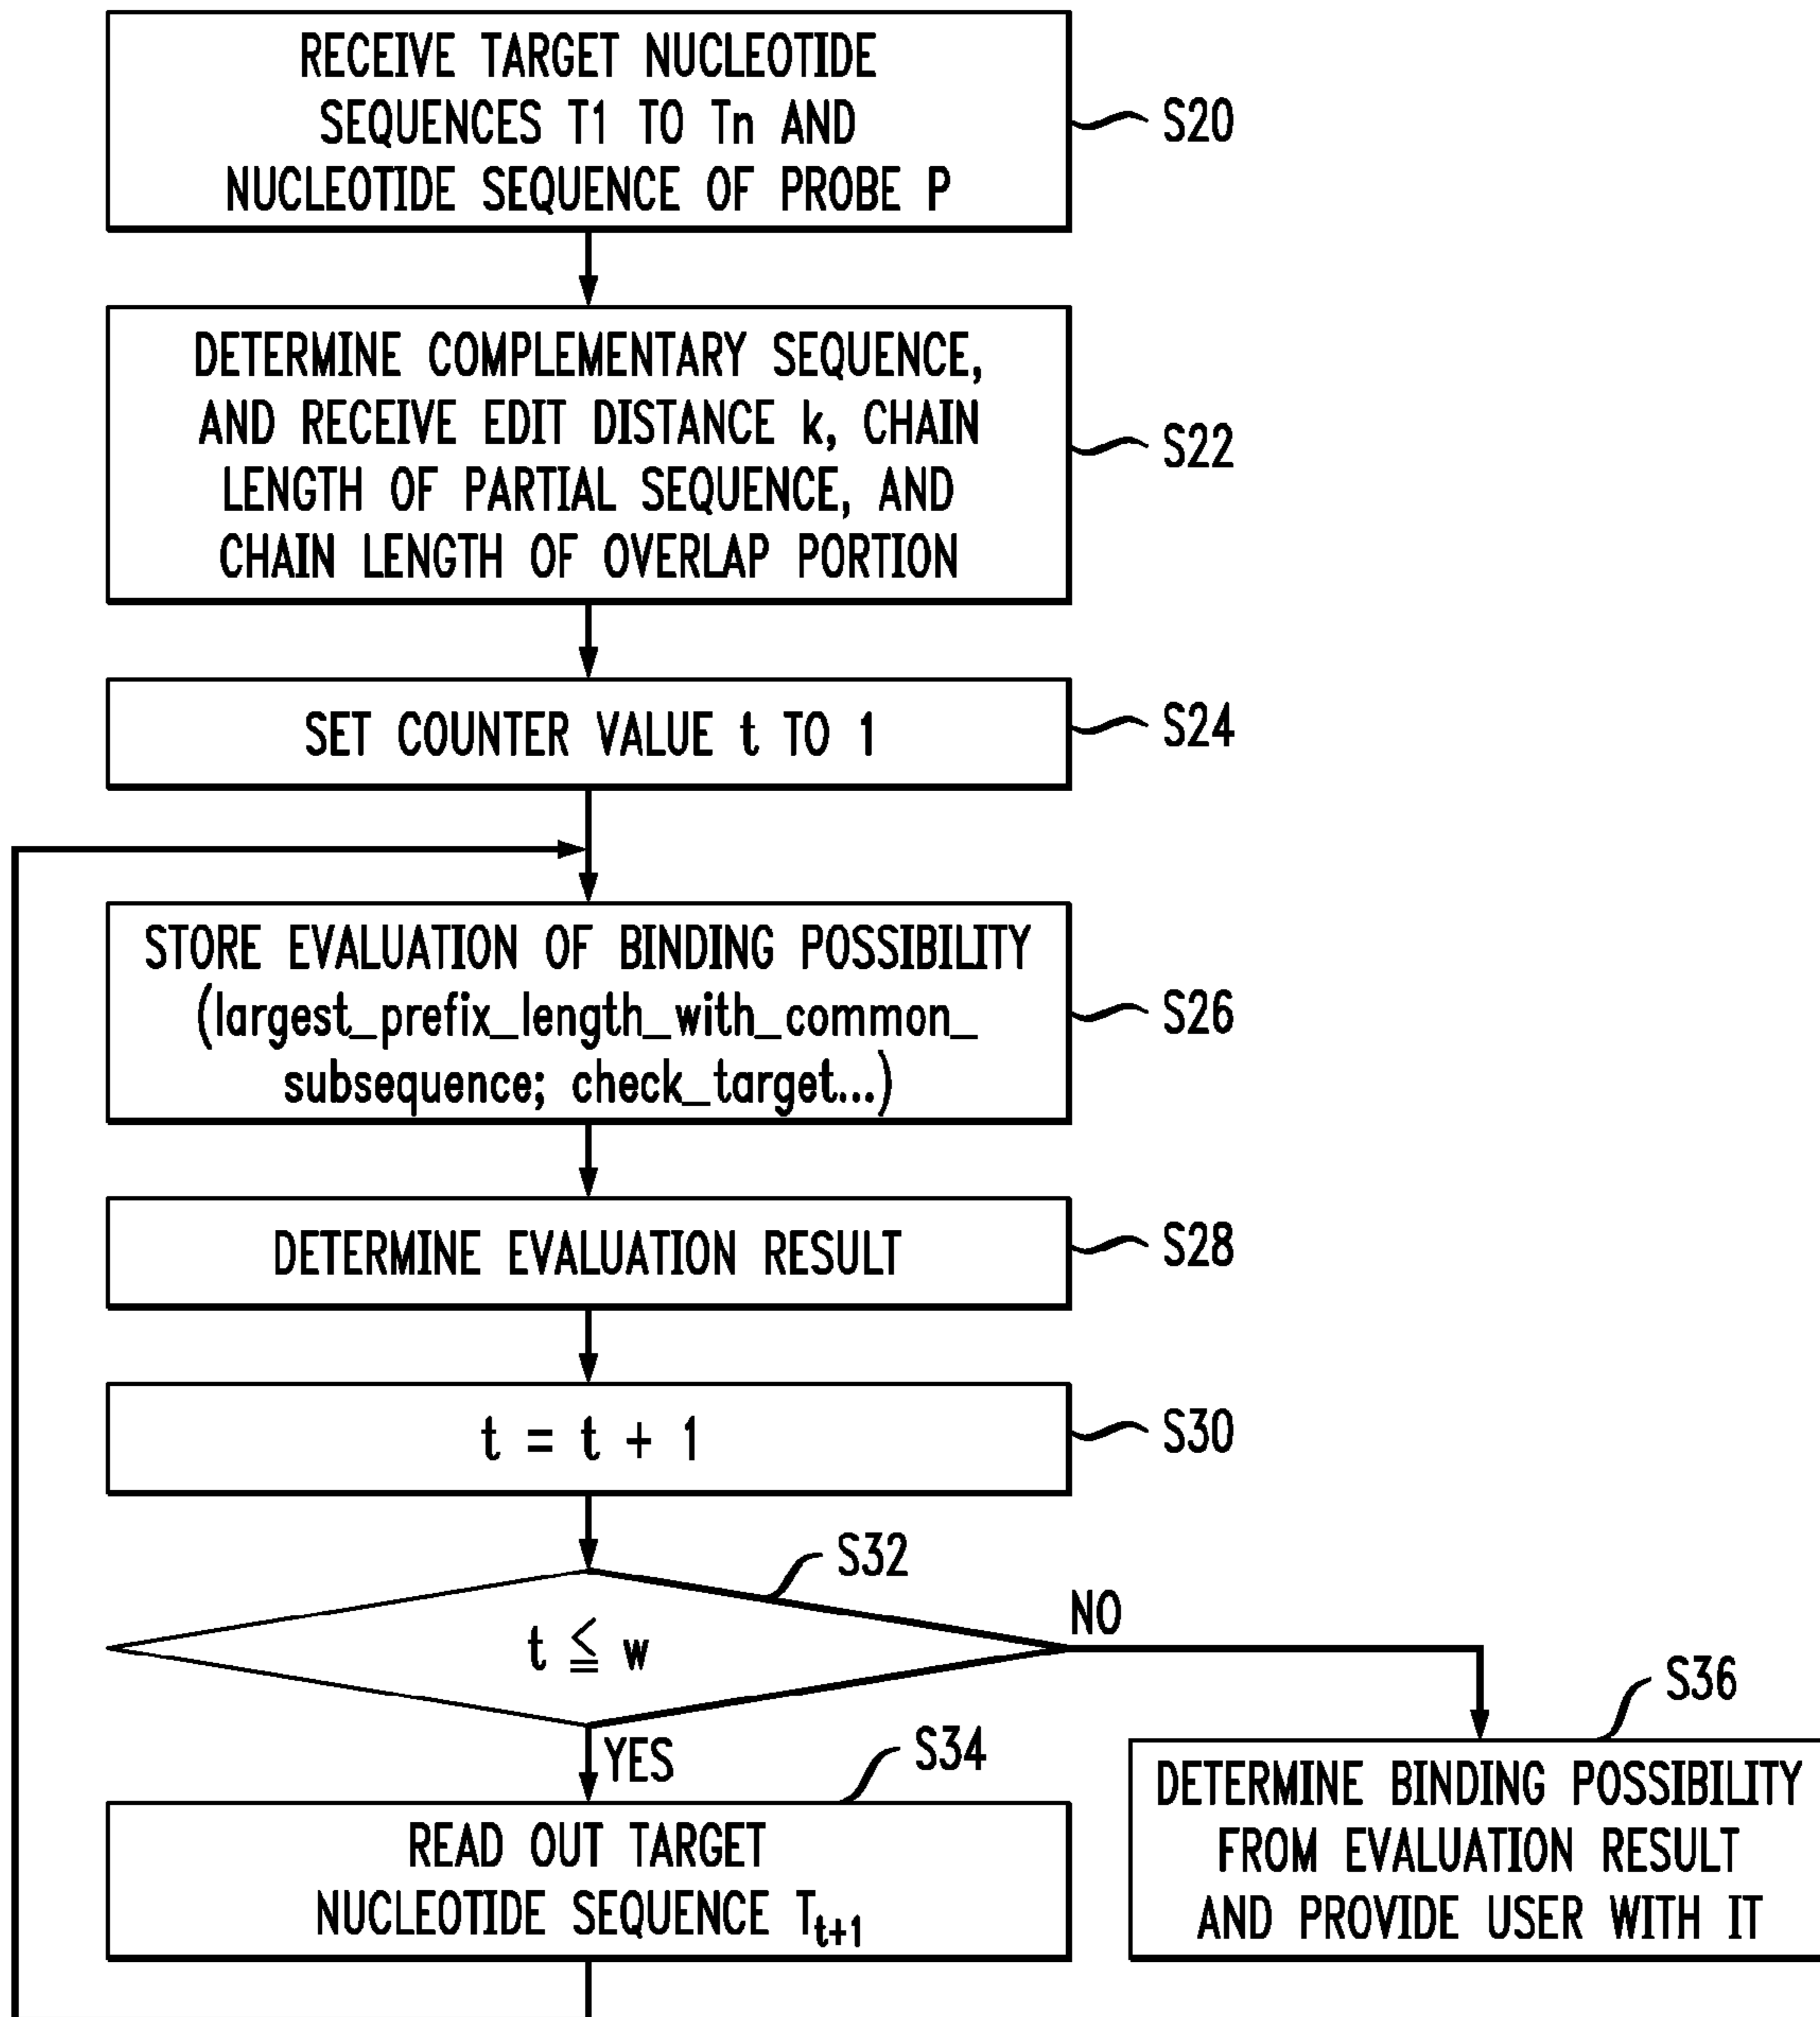 RECEIVE TARGET NUCLEOTIDE
SEQUENCES T1 TO Tn AND
NUCLEOTIDE SEQUENCE OF PROBE P
S20
DETERMINE COMPLEMENTARY SEQUENCE,
AND RECEIVE EDIT DISTANCE k, CHAIN
LENGTH OF PARTIAL SEQUENCE, AND
CHAIN LENGTH OF OVERLAP PORTION
S22
SET COUNTER VALUE t TO 1
S24
STORE EVALUATION OF BINDING POSSIBILITY
(largest_prefix_length_with_common_
subsequence; check_target...)
S26
DETERMINE EVALUATION RESULT
S28
t = t + 1
S30
S32
t ≦ w
NO
YES
S34
READ OUT TARGET
NUCLEOTIDE SEQUENCE Tt+1
S36
DETERMINE BINDING POSSIBILITY
FROM EVALUATION RESULT
AND PROVIDE USER WITH IT